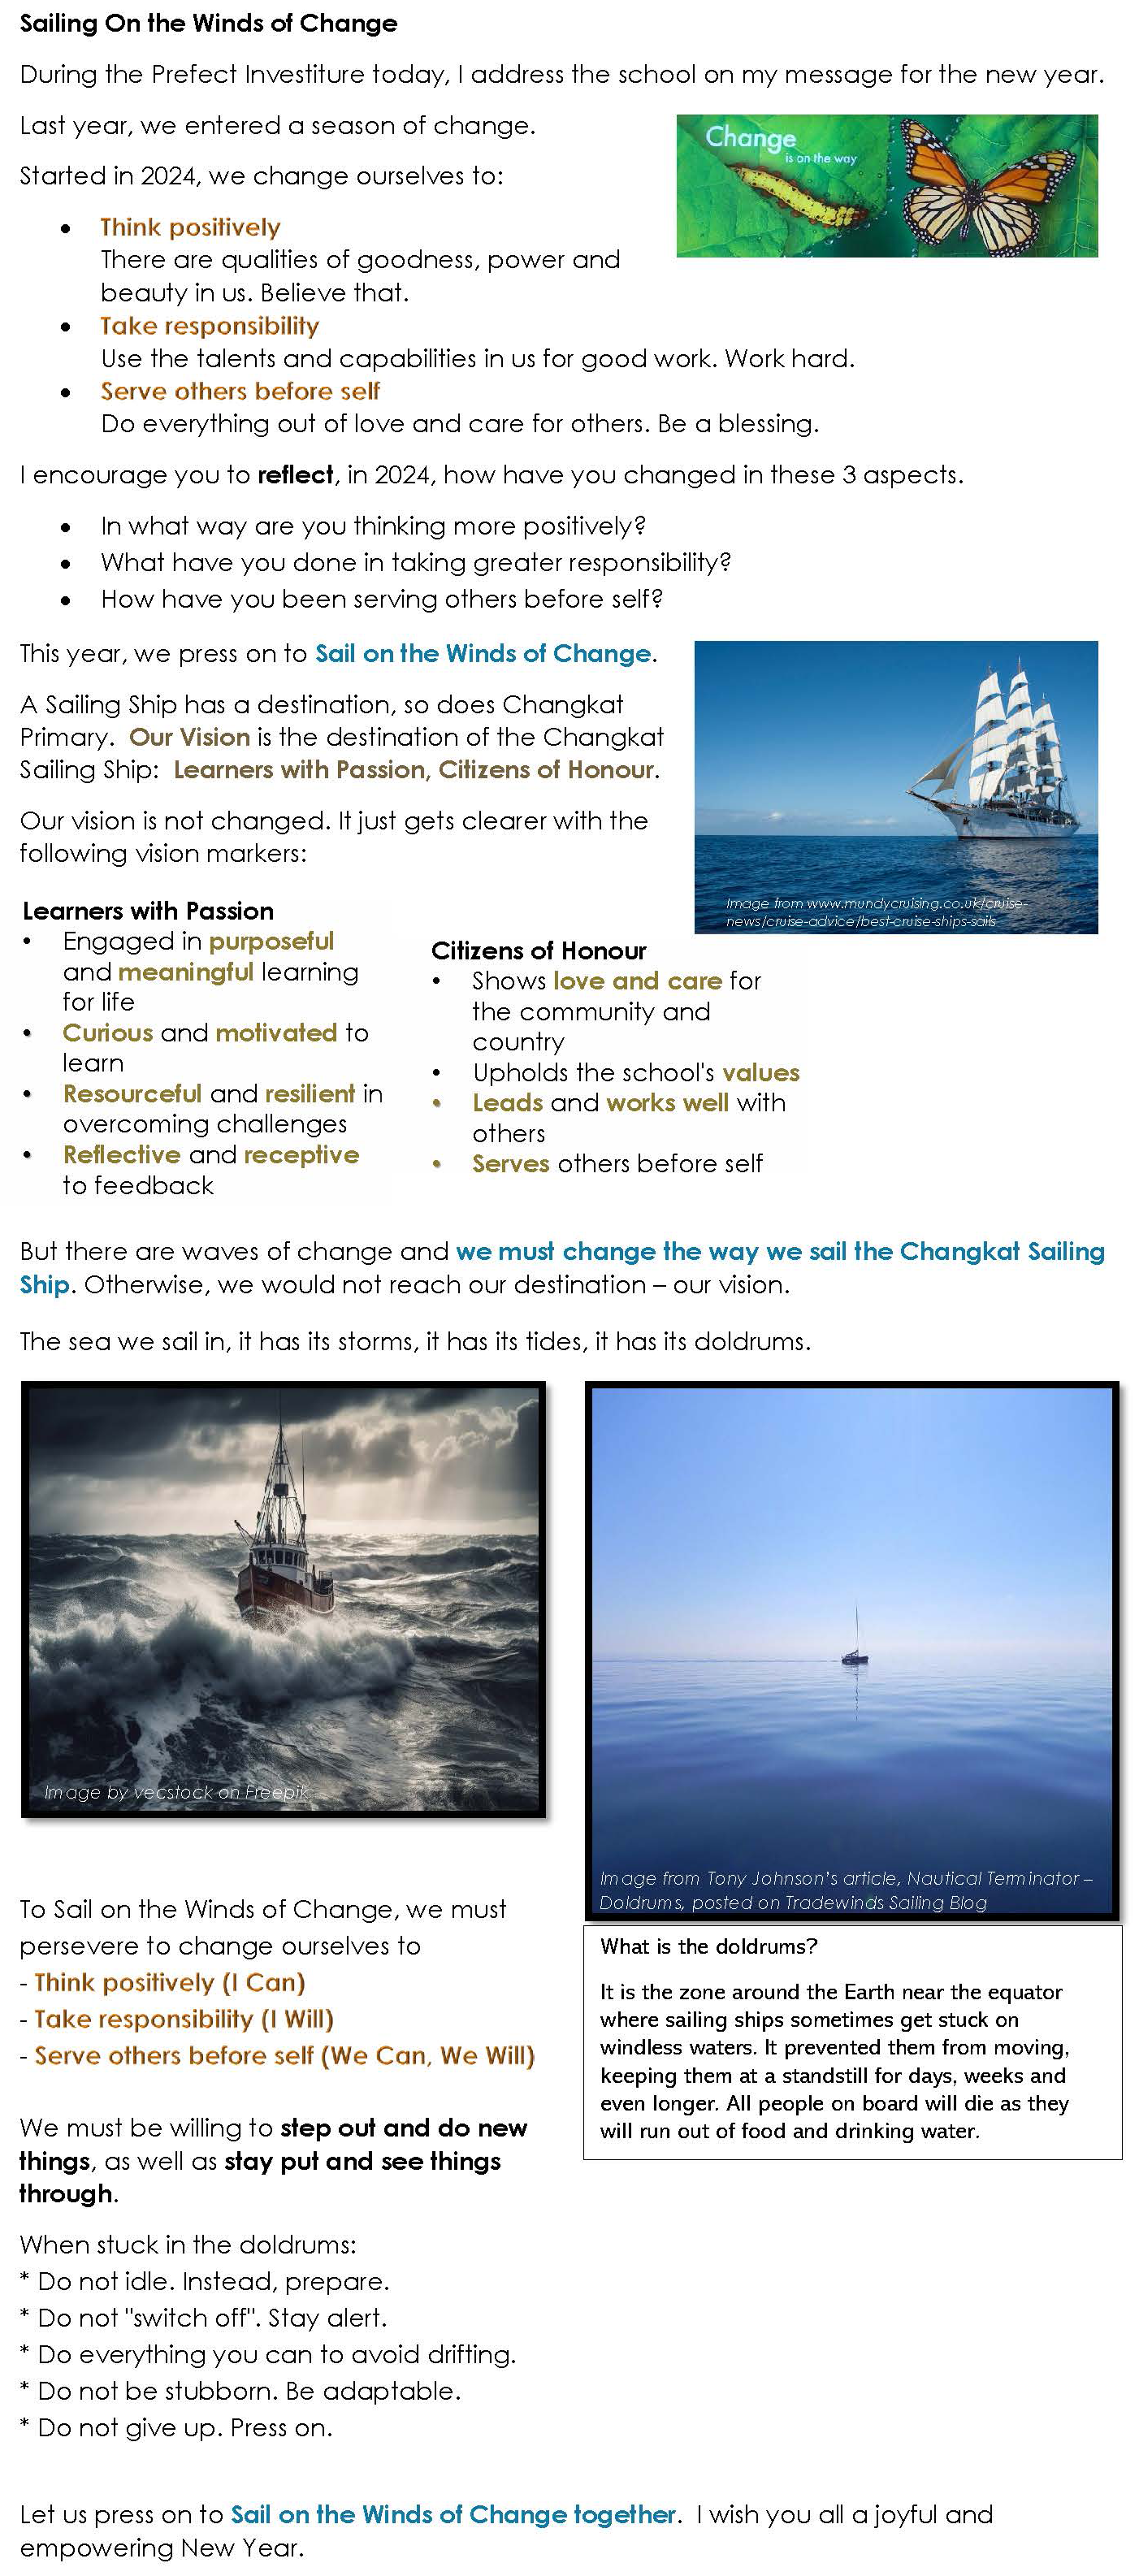 Sailing On the Winds of Change
During the Prefect Investiture today, I address the school on my message for the new year.
Last year, we entered a season of change.
Change
is on the way
Started in 2024, we change ourselves to:
• Think positively
There are qualities of goodness, power and
beauty in us. Believe that.
• Take responsibility
Use the talents and capabilities in us for good work. Work hard.
• Serve others before self
Do everything out of love and care for others. Be a blessing.
I encourage you to reflect, in 2024, how have you changed in these 3 aspects.
• In what way are you thinking more positively?
• What have you done in taking greater responsibility?
• How have you been serving others before self?
This year, we press on to Sail on the Winds of Change.
A Sailing Ship has a destination, so does Changkat
Primary. Our Vision is the destination of the Changkat
Sailing Ship: Learners with Passion, Citizens of Honour.
Our vision is not changed. It just gets clearer with the
following vision markers:
Image from www.mundycruising.co.uk/cruise-
news/cruise-advice/best-cruise-ships-sails
Learners with Passion
• Engaged in purposeful
and meaningful learning
for life
• Curious and motivated to
learn
• Resourceful and resilient in
overcoming challenges
• Reflective and receptive
to feedback
Citizens of Honour
• Shows love and care for
the community and
country
• Upholds the school's values
• Leads and works well with
others
• Serves others before self
But there are waves of change and we must change the way we sail the Changkat Sailing
Ship. Otherwise, we would not reach our destination – our vision.
The sea we sail in, it has its storms, it has its tides, it has its doldrums.
Image by vecstock on Freepik
Image from Tony Johnson's article, Nautical Terminator –
Doldrums, posted on Tradewinds Sailing Blog
What is the doldrums?
It is the zone around the Earth near the equator
where sailing ships sometimes get stuck on
windless waters. It prevented them from moving,
keeping them at a standstill for days, weeks and
even longer. All people on board will die as they
will run out of food and drinking water.
To Sail on the Winds of Change, we must
persevere to change ourselves to
- Think positively (I Can)
- Take responsibility (I Will)
- Serve others before self (We Can, We Will)
We must be willing to step out and do new
things, as well as stay put and see things
through.
When stuck in the doldrums:
* Do not idle. Instead, prepare.
* Do not "switch off". Stay alert.
* Do everything you can to avoid drifting.
* Do not be stubborn. Be adaptable.
* Do not give up. Press on.
Let us press on to Sail on the Winds of Change together. I wish you all a joyful and
empowering New Year.